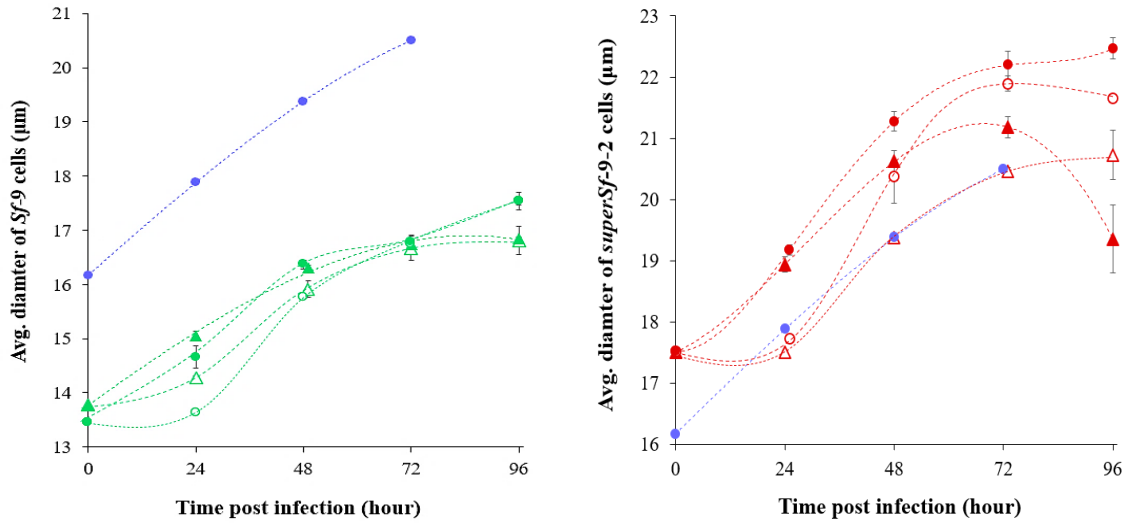 Avg. diamter of Sf-9 cells (µm)
21
20
19
18
17
16
15
14
13
0 24 48 72 96
Time post infection (hour)
Avg. diameter of superSf-9-2 cells (µm)
23
22
21
20
19
18
17
16
0 24 48 72 96
Time post infection (hour)